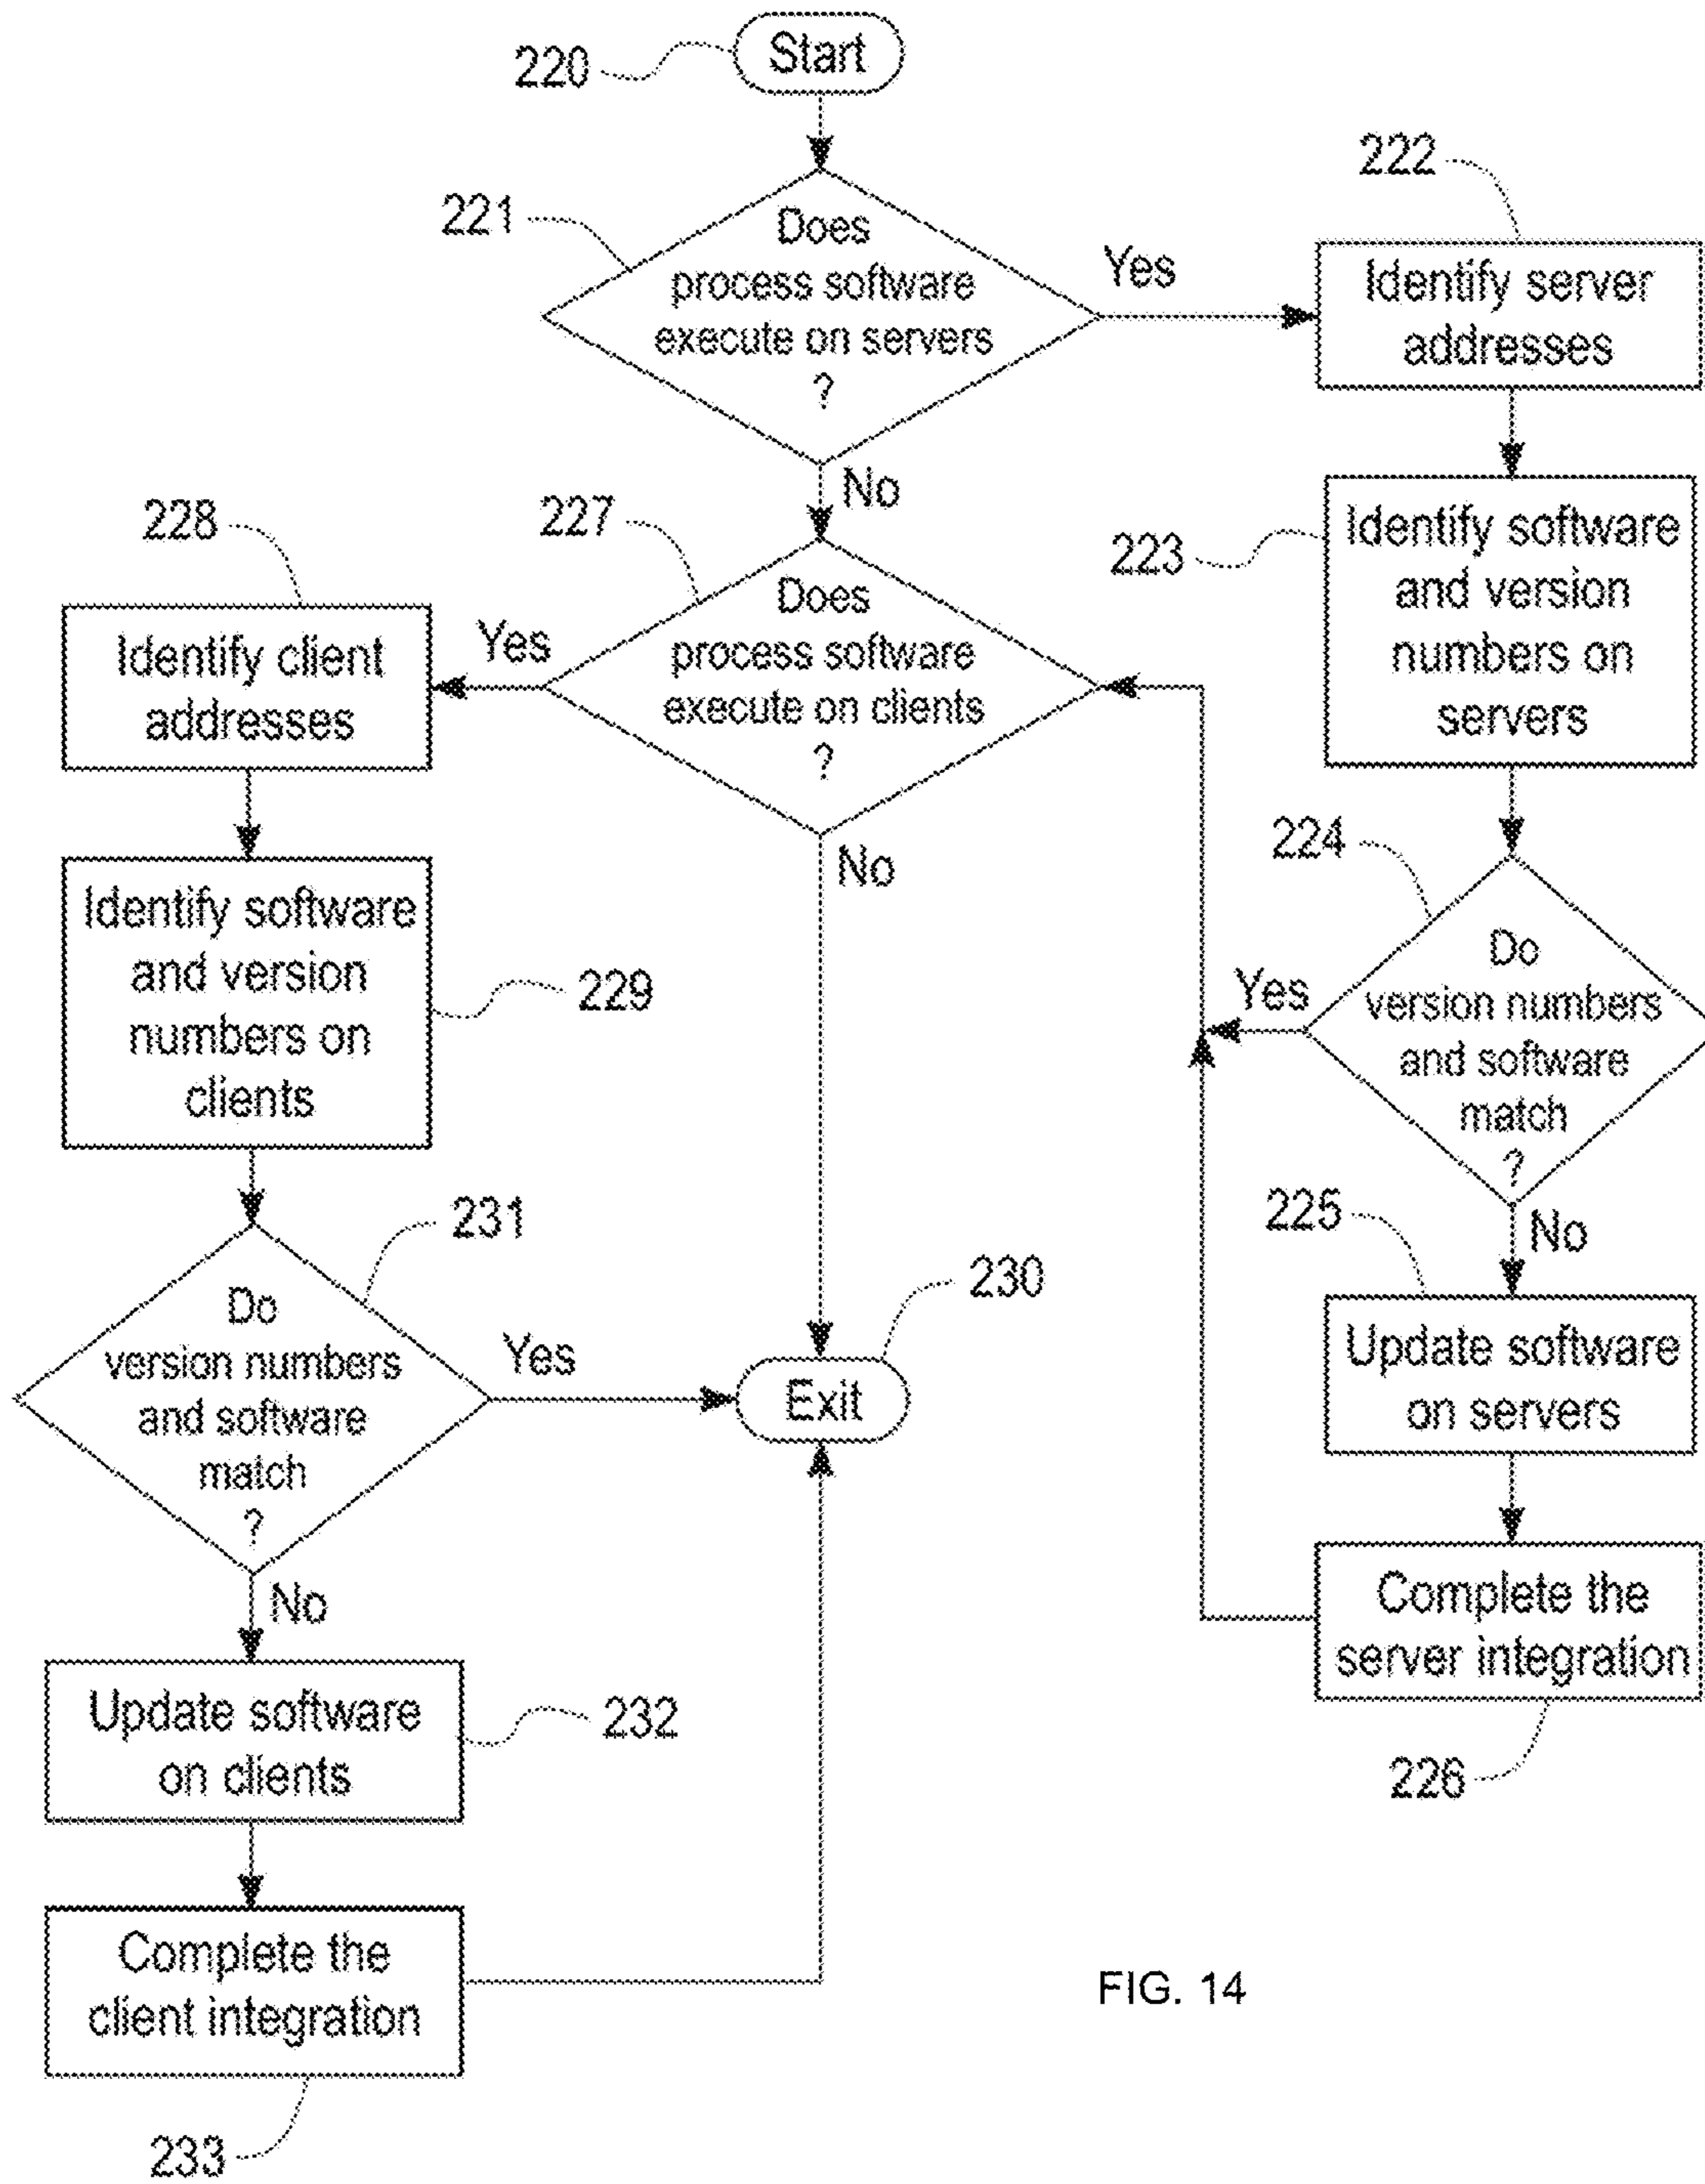 220
Start
221
Does
process software
execute on servers
?
Yes
No
222
Identify server
addresses
223
Identify software
and version
numbers on
servers
224
Do
version numbers
and software
match
?
Yes
No
225
Update software
on servers
Complete the
server integration
226
227
Does
process software
execute on clients
?
Yes
No
228
Identify client
addresses
Identify software
and version
numbers on
clients
229
231
Do
version numbers
and software
match
?
Yes
No
230
Exit
Update software
on clients
232
Complete the
client integration
233
FIG. 14